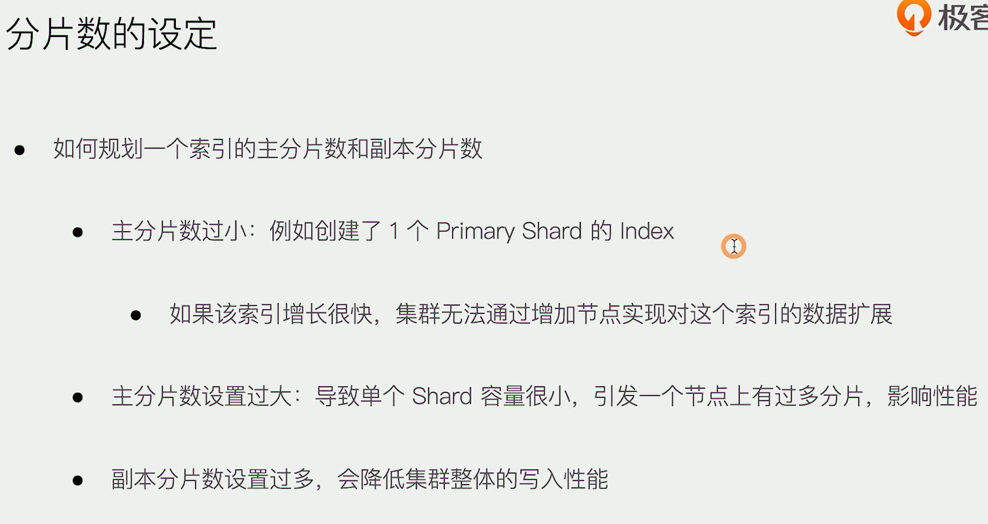 极客
分片数的设定
如何规划一个索引的主分片数和副本分片数
主分片数过小：例如创建了 1 个 Primary Shard 的 Index
如果该索引增长很快，集群无法通过增加节点实现对这个索引的数据扩展
主分片数设置过大：导致单个 Shard 容量很小，引发一个节点上有过多分片，影响性能
副本分片数设置过多，会降低集群整体的写入性能